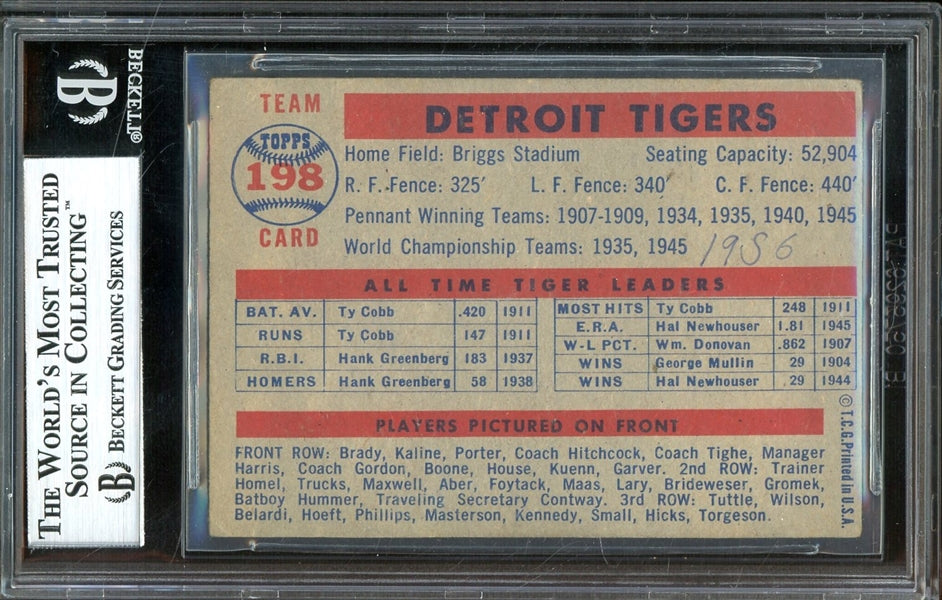 BECKETT®
B
THE WORLD'S MOST TRUSTED
SOURCE IN COLLECTING™
B BECKETT GRADING SERVICES
TEAM
TOPPS
198
CARD
DETROIT TIGERS
Home Field: Briggs Stadium Seating Capacity: 52,904
R. F. Fence: 325′ L. F. Fence: 340′ C. F. Fence: 440′
Pennant Winning Teams: 1907-1909, 1934, 1935, 1940, 1945
World Championship Teams: 1935, 1945 1956
ALL TIME TIGER LEADERS
BAT. AV. Ty Cobb .420 1911
RUNS Ty Cobb 147 1911
R.B.I. Hank Greenberg 183 1937
HOMERS Hank Greenberg 58 1938
MOST HITS Ty Cobb 248 1911
E.R.A. Hal Newhouser 1.81 1945
W-L PCT. Wm. Donovan .862 1907
WINS George Mullin 29 1904
WINS Hal Newhouser .29 1944
PLAYERS PICTURED ON FRONT
FRONT ROW: Brady, Kaline, Porter, Coach Hitchcock, Coach Tighe, Manager
Harris, Coach Gordon, Boone, House, Kuenn, Garver. 2nd ROW: Trainer
Homel, Trucks, Maxwell, Aber, Foytack, Maas, Lary, Brideweser, Gromek,
Batboy Hummer, Traveling Secretary Contway. 3rd ROW: Tuttle, Wilson,
Belardi, Hoeft, Phillips, Masterson, Kennedy, Small, Hicks, Torgeson.
© T.C.G. Printed in U.S.A.